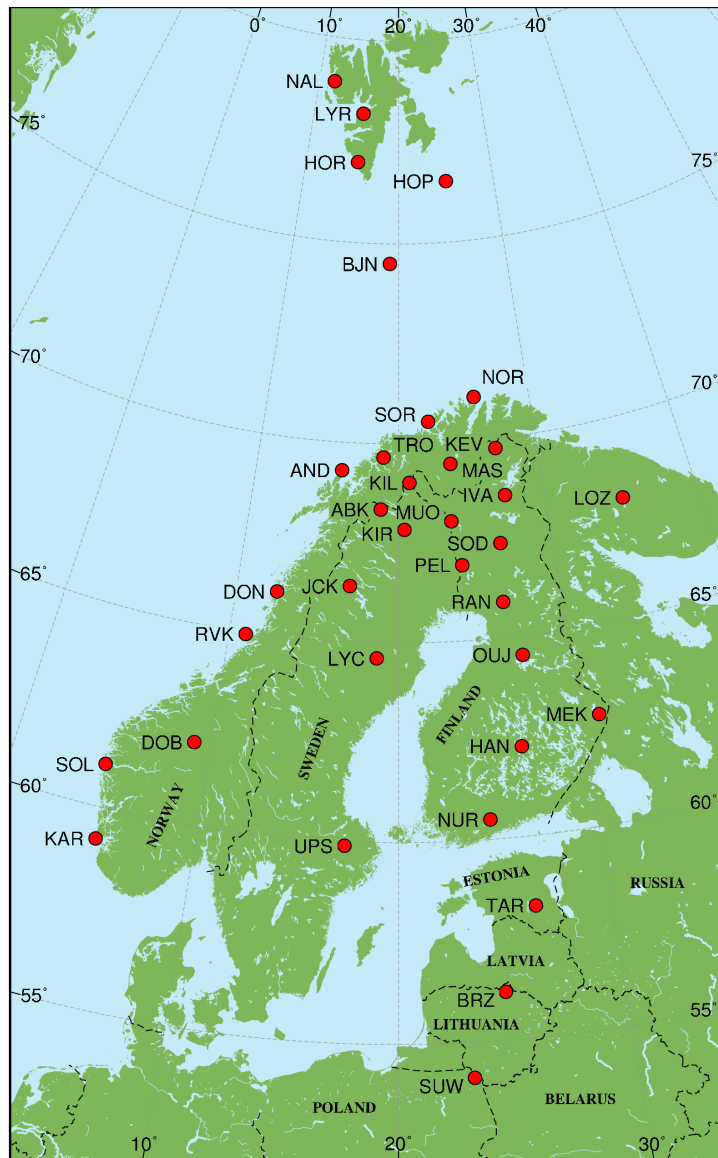 0° 10° 20° 30° 40°
NAL
75°
LYR
HOR
75°
HOP
BJN
70°
NOR
70°
SOR
TRO KEV
AND MAS
KIL IVA LOZ
ABK MUO
KIR SOD
PEL
65°
DON JCK RAN
65°
RVK
LYC OUJ
FINLAND
MEK
SWEDEN
DOB HAN
SOL
60°
NORWAY
60°
NUR
KAR UPS
ESTONIA
RUSSIA
TAR
LATVIA
55°
BRZ
55°
LITHUANIA
SUW
BELARUS
POLAND
10° 20° 30°